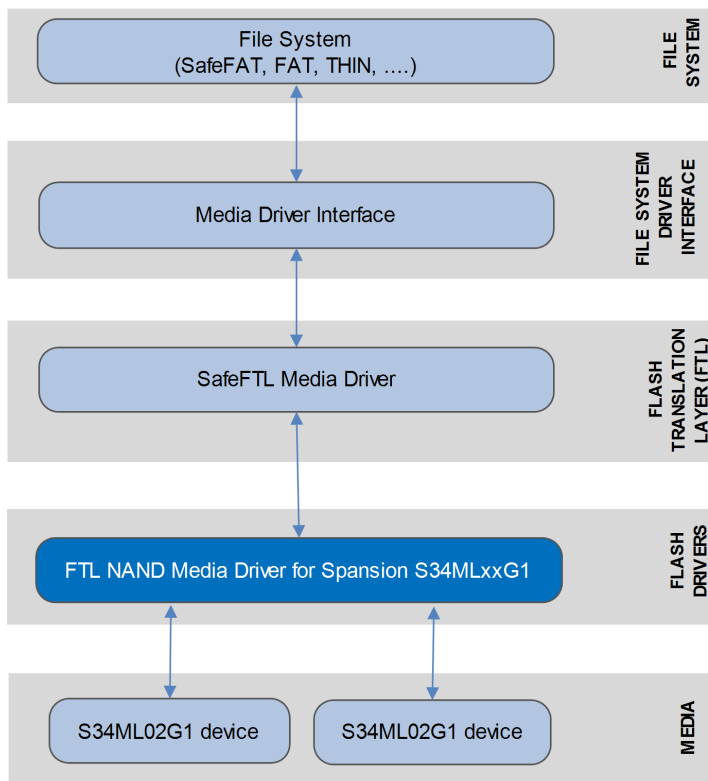 File System
(SafeFAT, FAT, THIN, ....)
FILE
SYSTEM
Media Driver Interface
FILE SYSTEM
DRIVER
INTERFACE
SafeFTL Media Driver
FLASH
TRANSLATION
LAYER (FTL)
FTL NAND Media Driver for Spansion S34MLxxG1
FLASH
DRIVERS
S34ML02G1 device
S34ML02G1 device
MEDIA